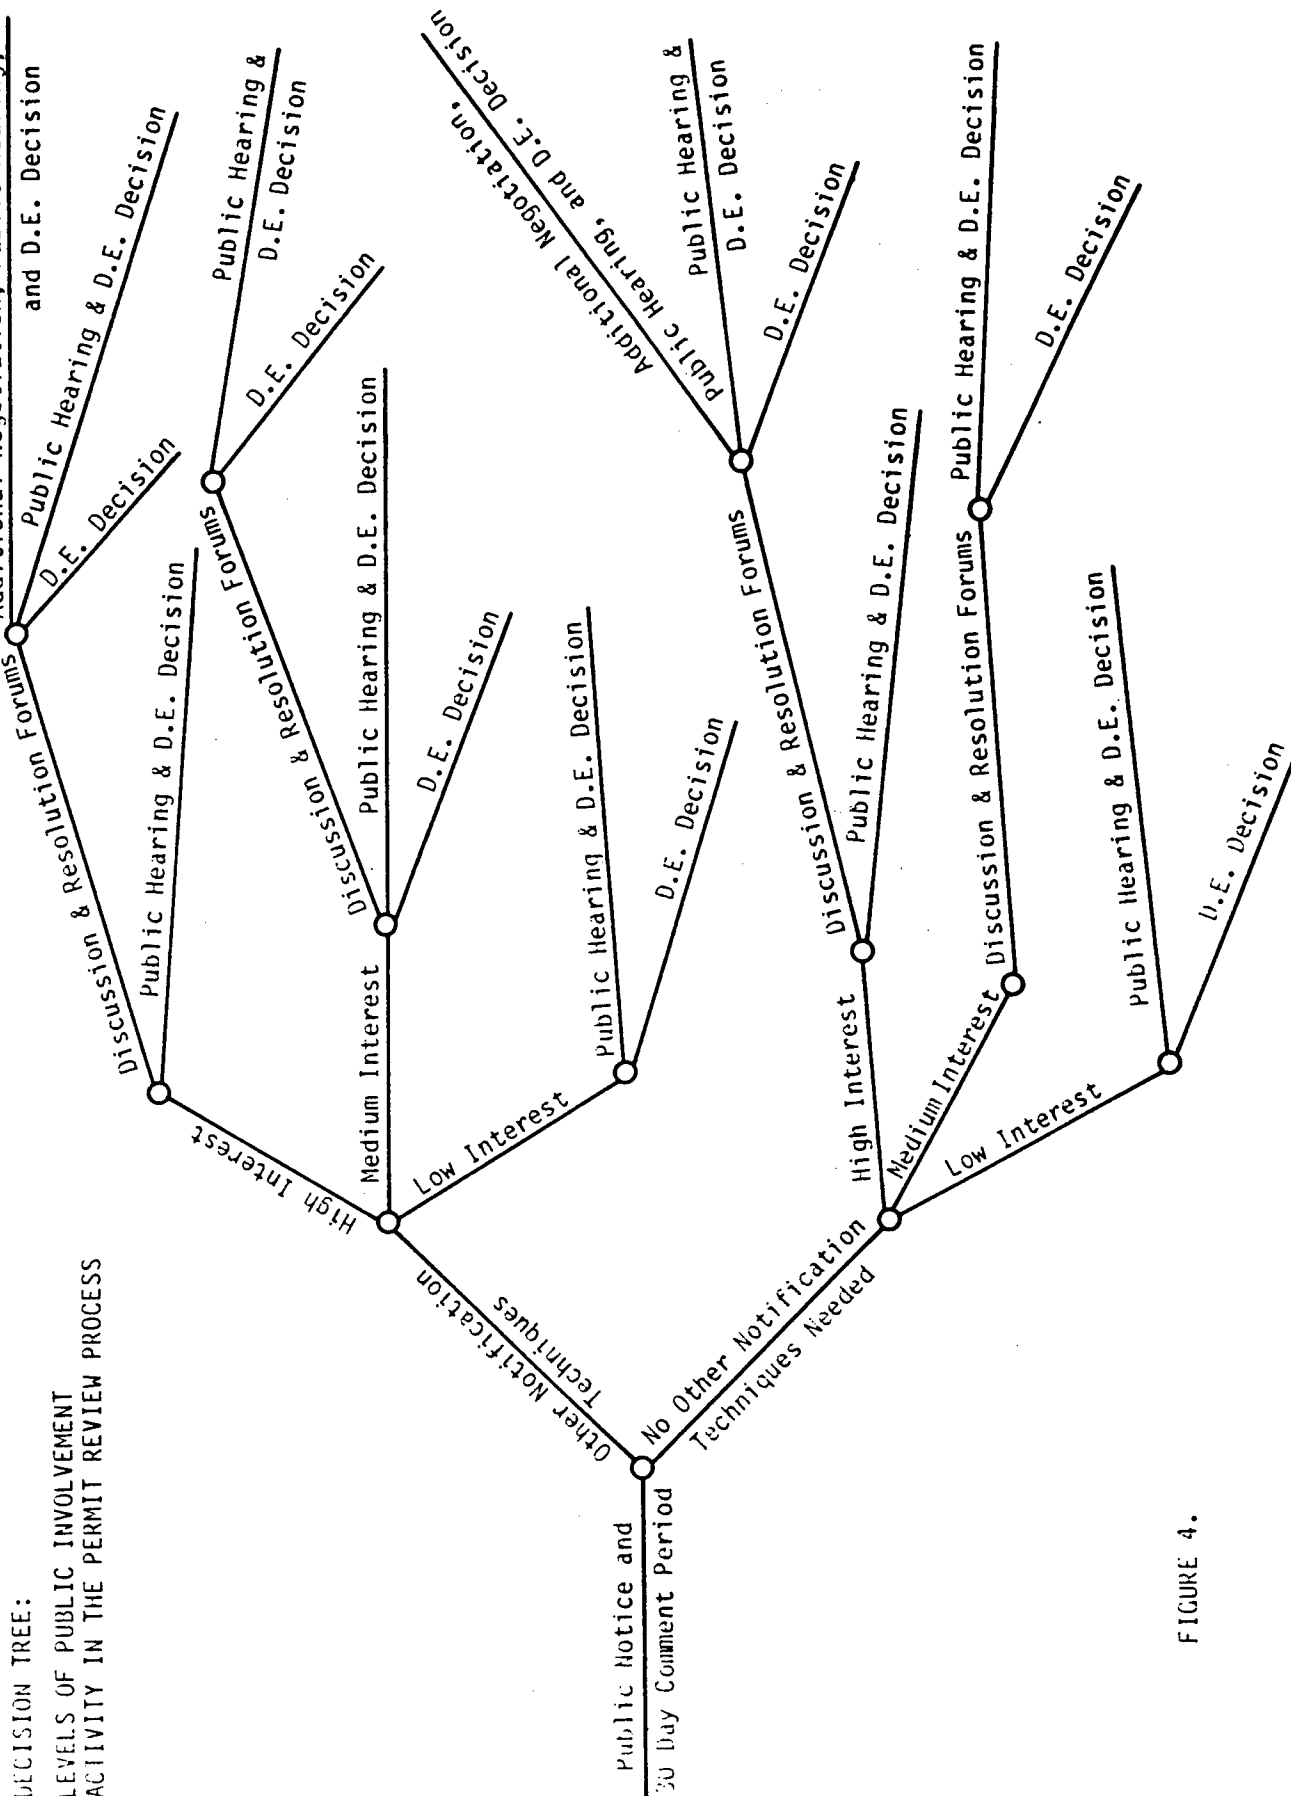 DECISION TREE:
LEVELS OF PUBLIC INVOLVEMENT
ACTIVITY IN THE PERMIT REVIEW PROCESS
Public Notice and
30 Day Comment Period
Other Notification
Techniques
No Other Notification
Techniques Needed
High Interest
Medium Interest
Low Interest
Discussion & Resolution Forums
Public Hearing & D.E. Decision
and D.E. Decision
Public Hearing & D.E. Decision
D.E. Decision
Discussion & Resolution Forums
Public Hearing & D.E. Decision
D.E. Decision
Public Hearing &
D.E. Decision
D.E. Decision
Public Hearing & D.E. Decision
D.E. Decision
High Interest
Medium Interest
Low Interest
Discussion & Resolution Forums
Public Hearing & D.E. Decision
Additional Negotiation,
Public Hearing, and D.E. Decision
Public Hearing &
D.E. Decision
D.E. Decision
Discussion & Resolution Forums
Public Hearing & D.E. Decision
D.E. Decision
Public Hearing & D.E. Decision
D.E. Decision
FIGURE 4.